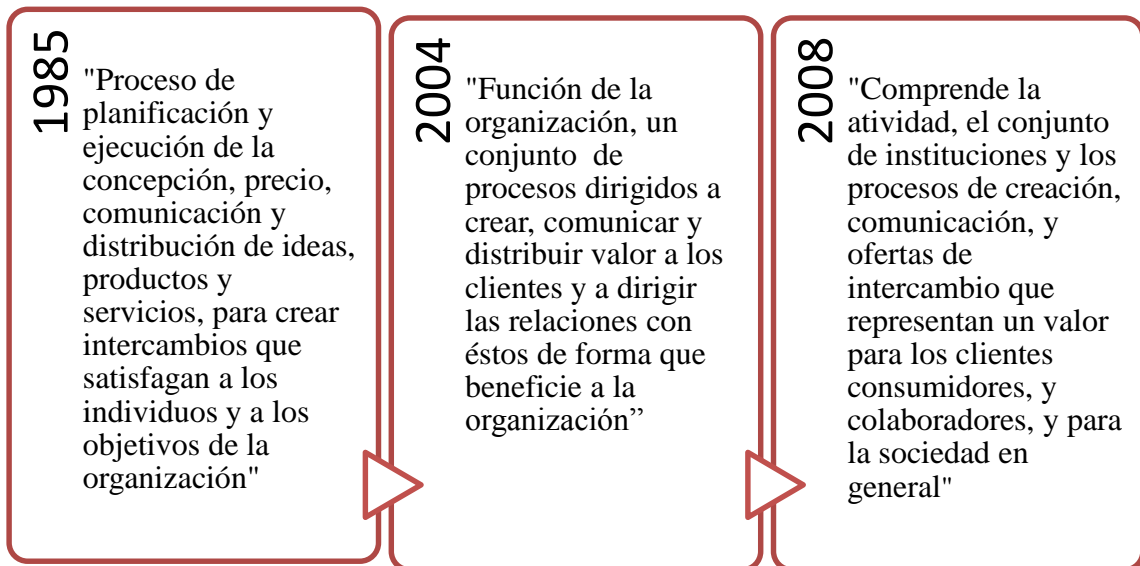 1985
"Proceso de
planificación y
ejecución de la
concepción, precio,
comunicación y
distribución de ideas,
productos y
servicios, para crear
intercambios que
satisfagan a los
individuos y a los
objetivos de la
organización"
2004
"Función de la
organización, un
conjunto  de
procesos dirigidos a
crear, comunicar y
distribuir valor a los
clientes y a dirigir
las relaciones con
éstos de forma que
beneficie a la
organización”
2008
"Comprende la
atividad, el conjunto
de instituciones y los
procesos de creación,
comunicación, y
ofertas de
intercambio que
representan un valor
para los clientes
consumidores, y
colaboradores, y para
la sociedad en
general"